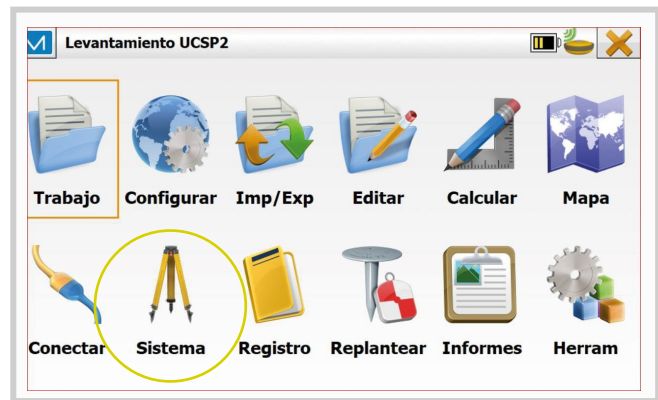 Levantamiento UCSP2
Trabajo Configurar Imp/Exp Editar Calcular Mapa
Conectar Sistema Registro Replantear Informes Herram